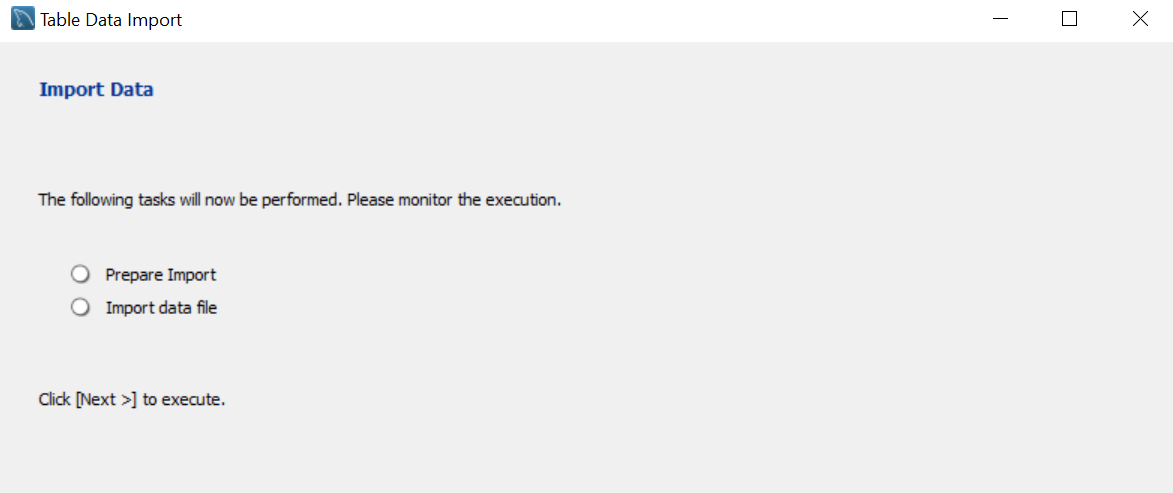 Table Data Import
Import Data
The following tasks will now be performed. Please monitor the execution.
Prepare Import
Import data file
Click [Next >] to execute.